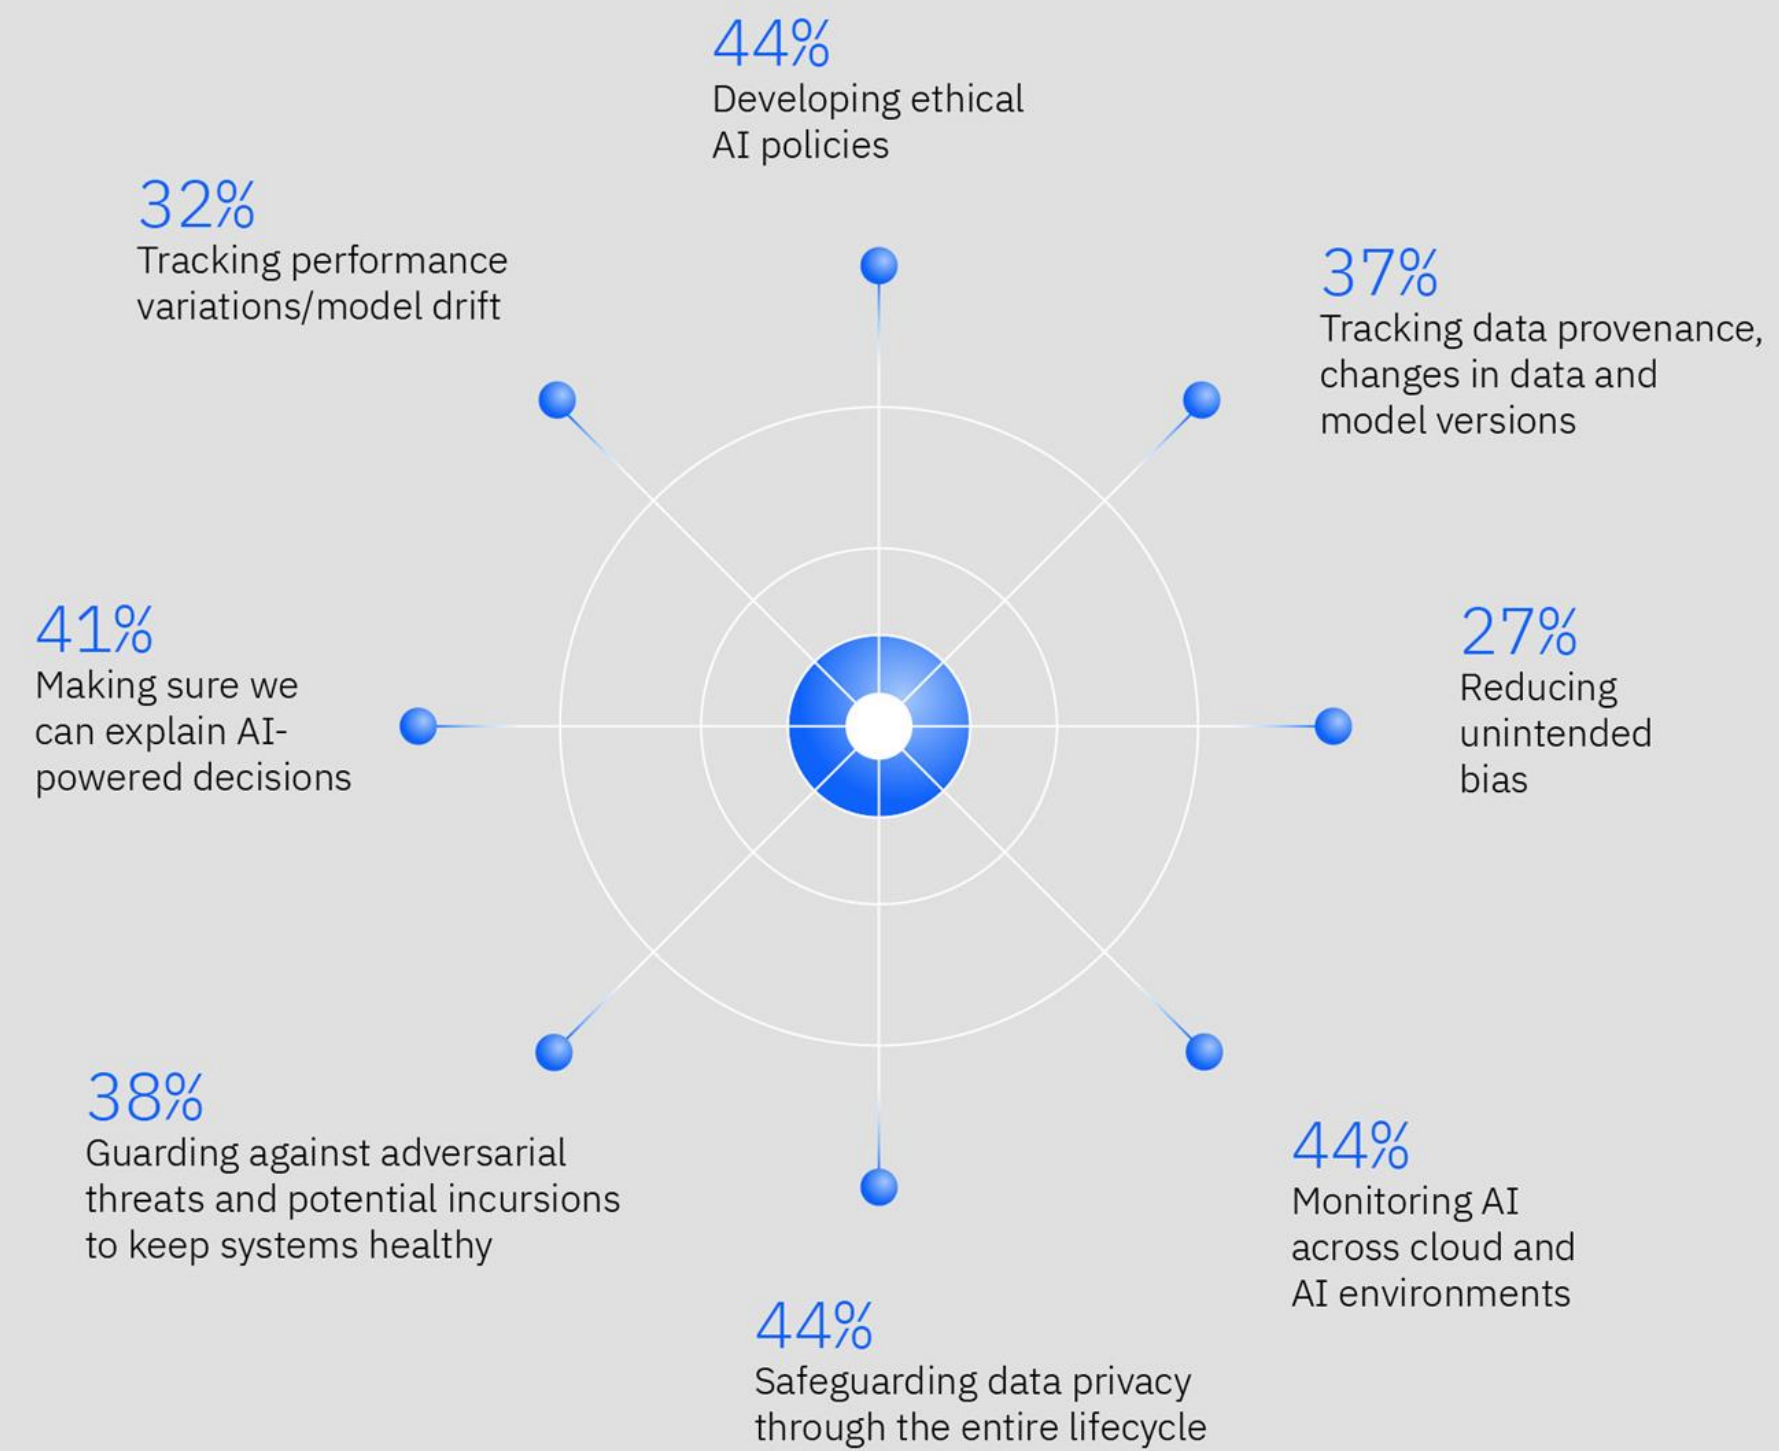 44%
Developing ethical
AI policies
32%
Tracking performance
variations/model drift
37%
Tracking data provenance,
changes in data and
model versions
41%
Making sure we
can explain AI-
powered decisions
27%
Reducing
unintended
bias
38%
Guarding against adversarial
threats and potential incursions
to keep systems healthy
44%
Monitoring AI
across cloud and
AI environments
44%
Safeguarding data privacy
through the entire lifecycle